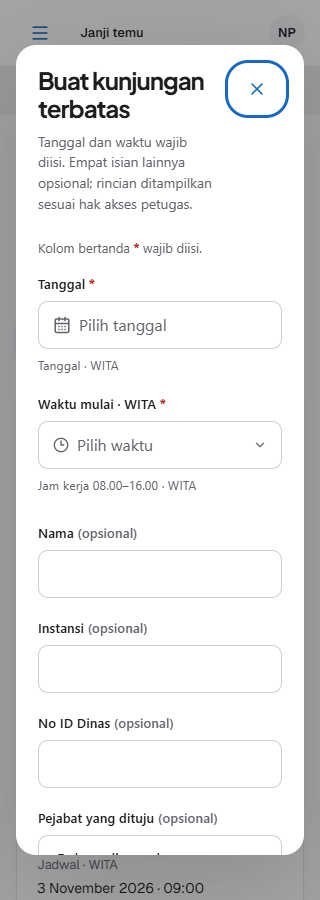 Janji temu
NP
Buat kunjungan
terbatas
Tanggal dan waktu wajib
diisi. Empat isian lainnya
opsional; rincian ditampilkan
sesuai hak akses petugas.
Kolom bertanda * wajib diisi.
Tanggal *
Pilih tanggal
Tanggal · WITA
Waktu mulai · WITA *
Pilih waktu
Jam kerja 08.00–16.00 · WITA
Nama (opsional)
Instansi (opsional)
No ID Dinas (opsional)
Pejabat yang dituju (opsional)
Jadwal · WITA
3 November 2026 · 09:00